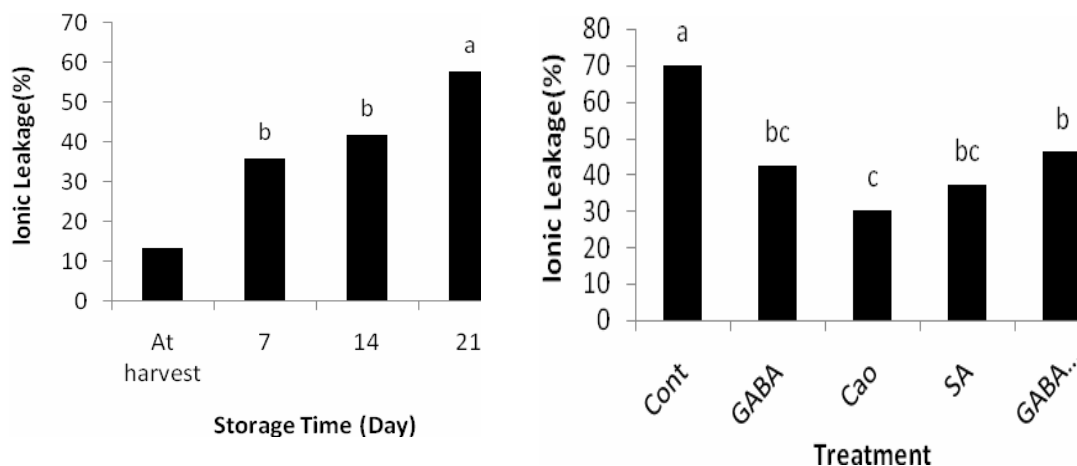 Ionic Leakage(%)
70
60
50
40
30
20
10
0
b
b
a
At
harvest
7
14
21
Storage Time (Day)
Ionic Leakage(%)
80
70
60
50
40
30
20
10
0
a
bc
c
bc
b
Cont
GABA
Cao
SA
GABA...
Treatment